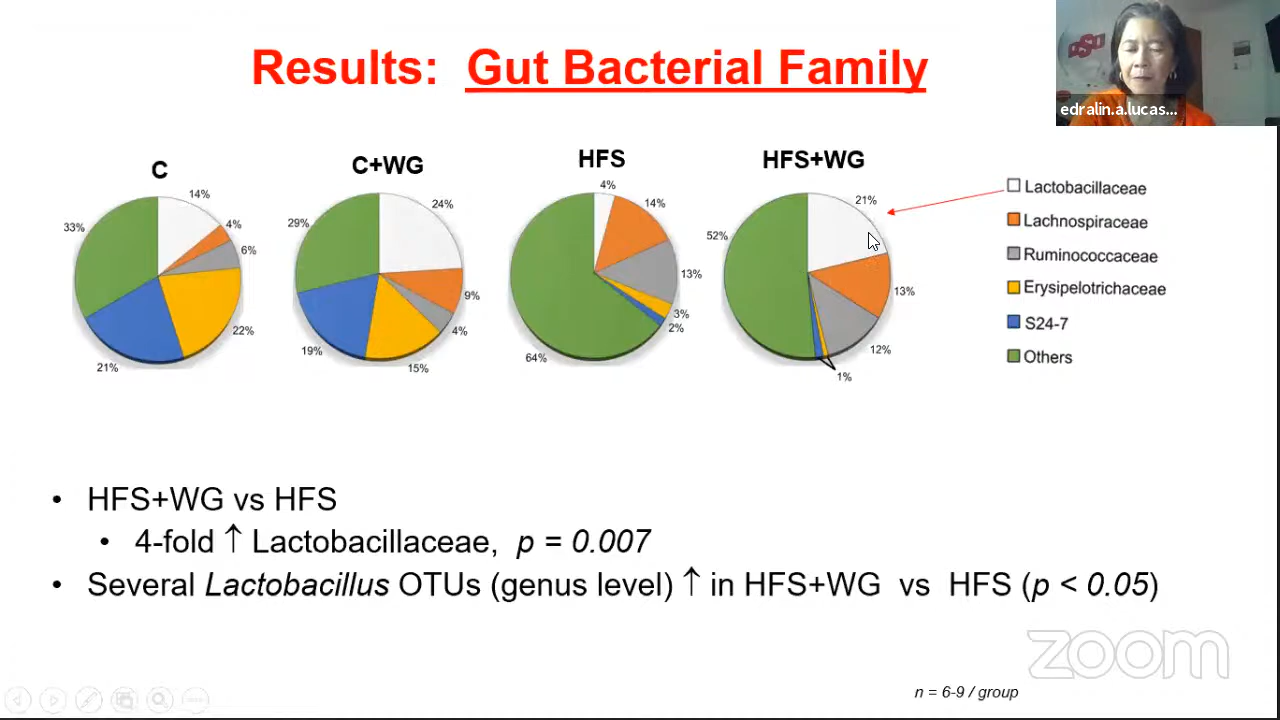 Results: Gut Bacterial Family
edralin.a.lucas...
C
14%
4%
6%
22%
21%
33%
C+WG
24%
9%
4%
15%
19%
29%
HFS
4%
14%
13%
3%
2%
64%
HFS+WG
21%
13%
12%
1%
52%
Lactobacillaceae
Lachnospiraceae
Ruminococcaceae
Erysipelotrichaceae
S24-7
Others
• HFS+WG vs HFS
• 4-fold ↑ Lactobacillaceae, p = 0.007
• Several Lactobacillus OTUs (genus level) ↑ in HFS+WG vs HFS (p < 0.05)
zoom
n = 6-9 / group